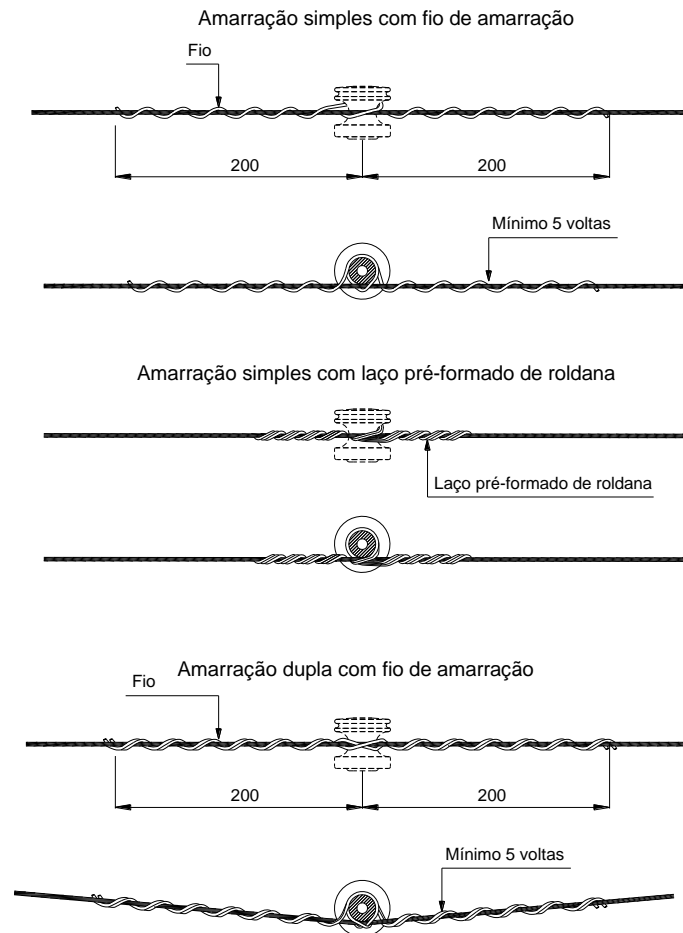 Amarração simples com fio de amarração
Fio
200
200
Mínimo 5 voltas
Amarração simples com laço pré-formado de roldana
Laço pré-formado de roldana
Amarração dupla com fio de amarração
Fio
200
200
Mínimo 5 voltas